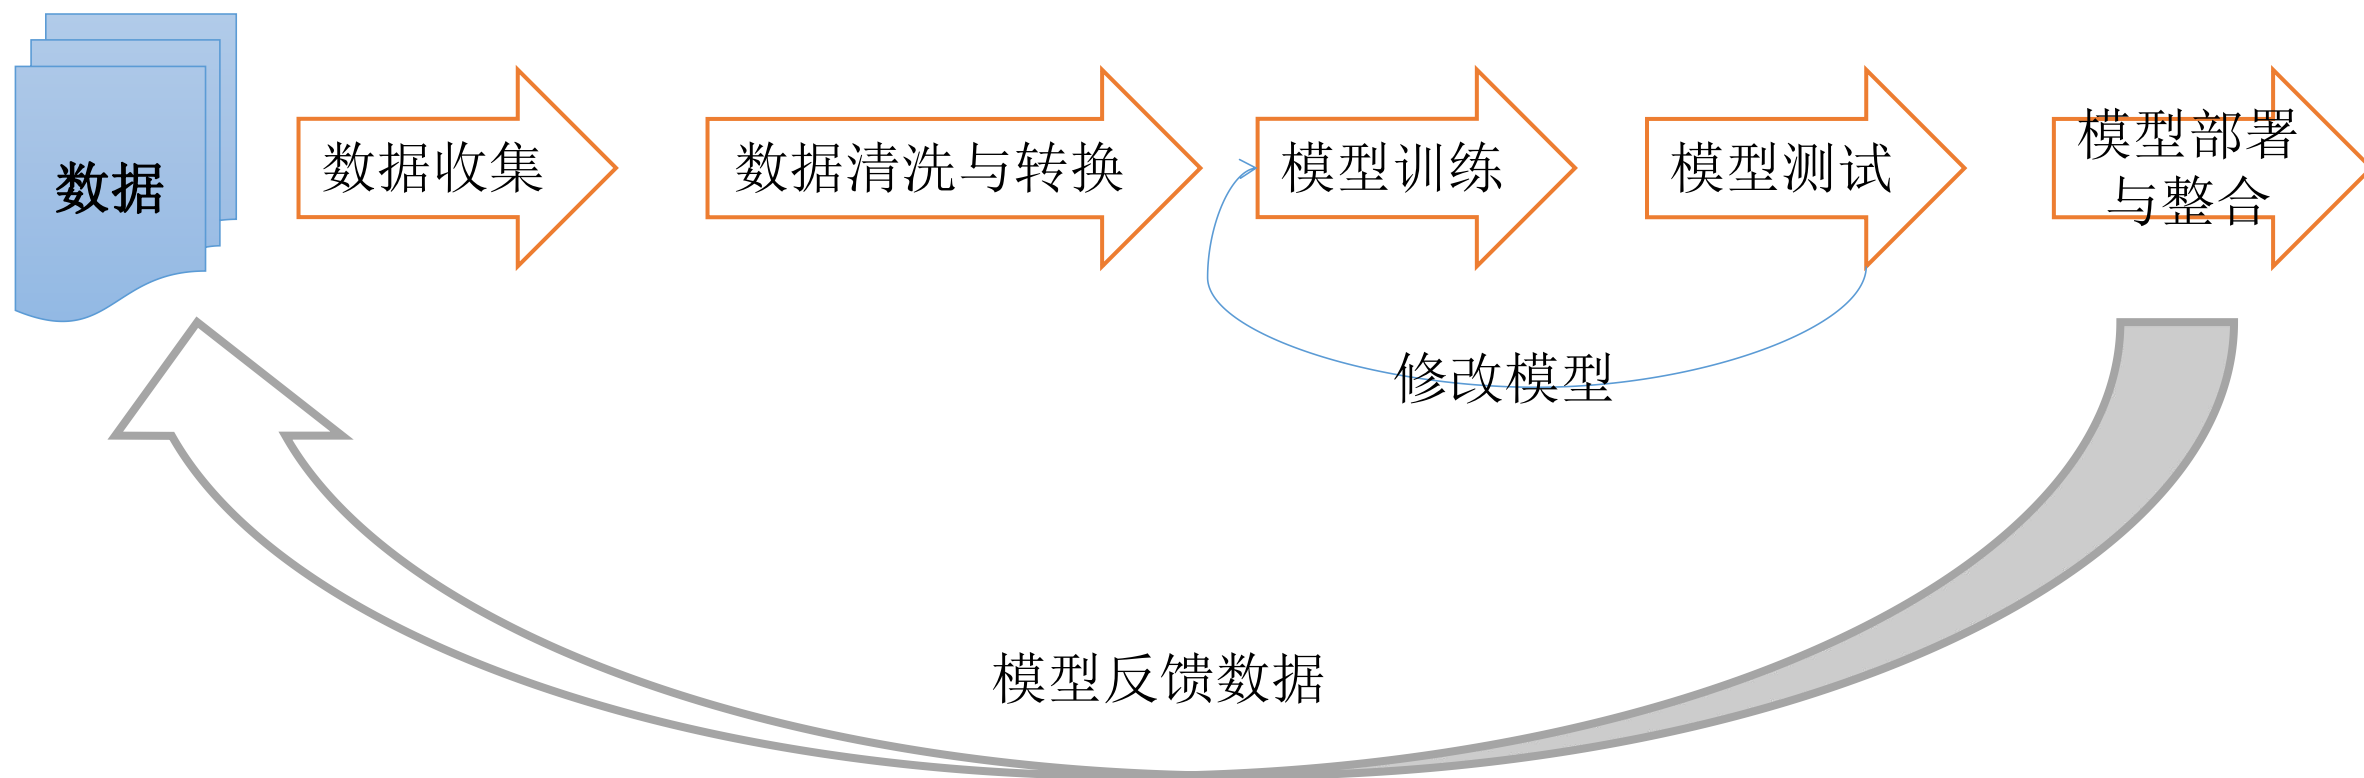 数据
数据收集
数据清洗与转换
模型训练
模型测试
模型部署
与整合
修改模型
模型反馈数据